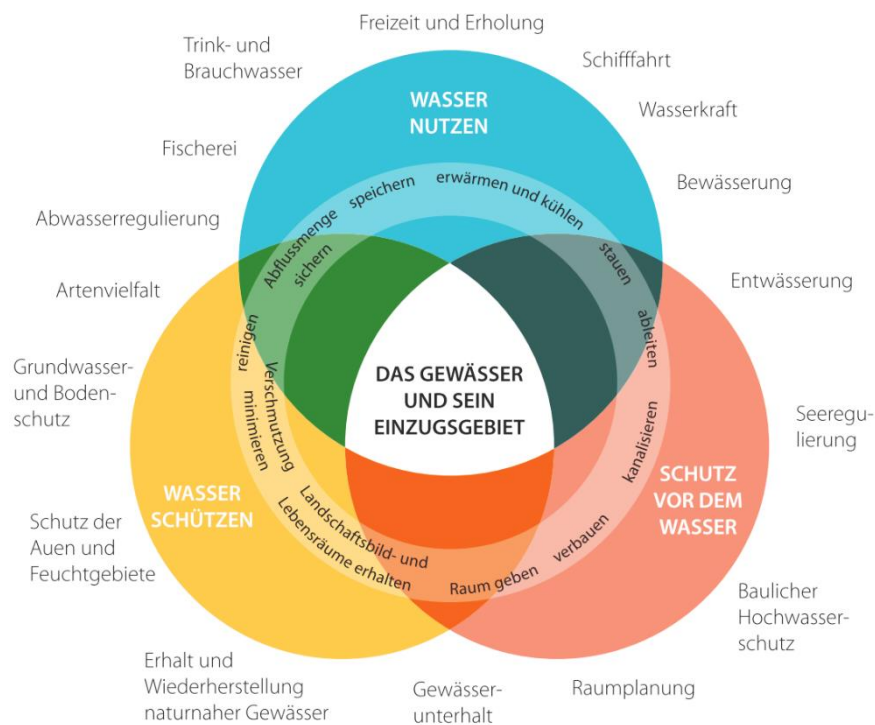 Freizeit und Erholung
Trink- und
Brauchwasser
Schifffahrt
WASSER
NUTZEN
Wasserkraft
Fischerei
Bewässerung
speichern
erwärmen und kühlen
Abwasserregulierung
Abflussmenge
sichern
stauen
Entwässerung
Artenvielfalt
reinigen
ableiten
Grundwasser-
und Boden-
schutz
DAS GEWÄSSER
UND SEIN
EINZUGSGEBIET
Verschmutzung
minimieren
Seeregu-
lierung
kanalisieren
WASSER
SCHÜTZEN
SCHUTZ
VOR DEM
WASSER
Schutz der
Auen und
Feuchtgebiete
Landschaftsbild- und
Lebensräume erhalten
verbauen
Raum geben
Baulicher
Hochwasser-
schutz
Erhalt und
Wiederherstellung
naturnaher Gewässer
Gewässer-
unterhalt
Raumplanung